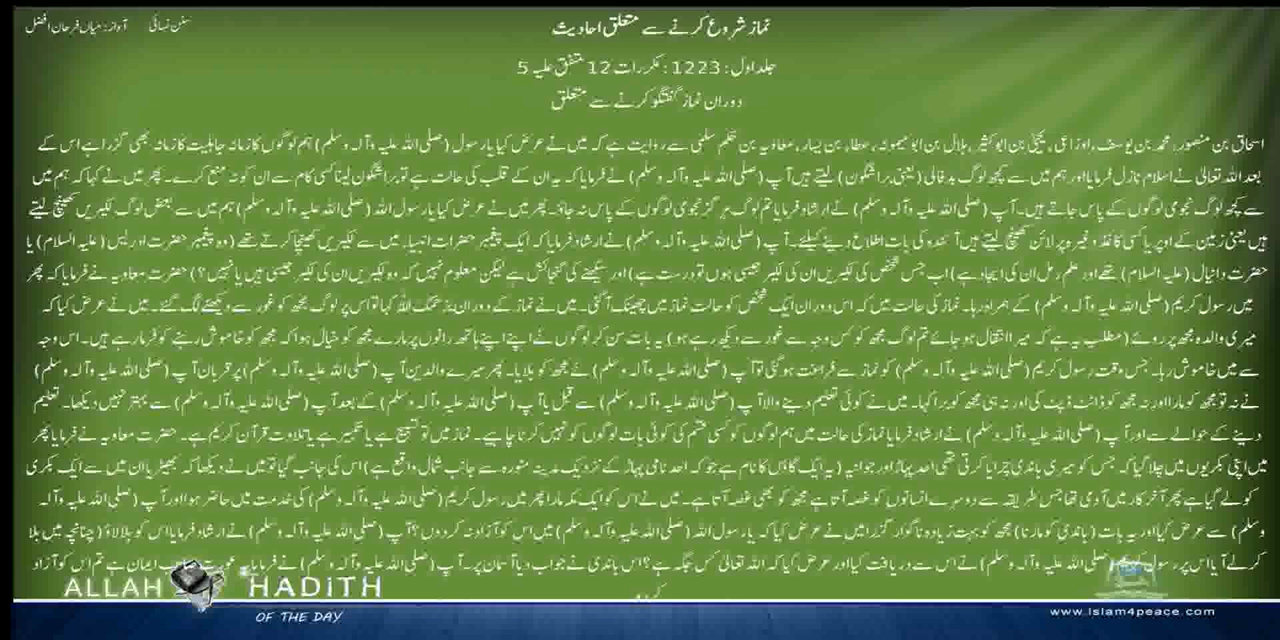 نماز شروع کرنے سے متعلق احادیث
سنن نسائی
آواز: میاں فرحان افضل
جلد اول: 1223 : مکررات 12 متفق علیہ 5
دوران نماز گفتگو کرنے سے متعلق
اسحاق بن منصور، محمد بن یوسف، اوزاعی، یحیٰی بن ابوکثیر، ہلال بن ابومیمونہ، عطاء بن یسار، معاویہ بن حکم سلمی سے روایت ہے کہ میں نے عرض کیا یا رسول (صلی اللہ علیہ وآلہ وسلم) ہم لوگوں کا زمانہ جاہلیت کا زمانہ بھی گزرا ہے اس کے
بعد اللہ تعالیٰ نے اسلام نازل فرمایا اور ہم میں سے کچھ لوگ بدفالی (یعنی برا شگون) لیتے ہیں آپ (صلی اللہ علیہ وآلہ وسلم) نے فرمایا کہ یہ ان کے قلب کی حالت ہے تو برا شگون لینا کسی کام سے ان کو نہ منع کرے۔ پھر میں نے کہا کہ ہم میں
سے کچھ لوگ نجومی لوگوں کے پاس جاتے ہیں۔ آپ (صلی اللہ علیہ وآلہ وسلم) نے ارشاد فرمایا تم لوگ ہرگز نجومی لوگوں کے پاس نہ جاؤ۔ پھر میں نے عرض کیا یا رسول اللہ (صلی اللہ علیہ وآلہ وسلم) ہم میں سے بعض لوگ لکیریں کھینچ لیتے
ہیں یعنی زمین کے اوپر یا کسی کاغذ وغیرہ پر لائن کھینچ لیتے ہیں آئندہ کی بات اطلاع دینے کیلئے۔ آپ (صلی اللہ علیہ وآلہ وسلم) نے ارشاد فرمایا کہ ایک پیغمبر حضرات انبیاء میں سے لکیریں کھینچا کرتے تھے (وہ پیغمبر حضرت ادریس (علیہ السلام) یا
حضرت دانیال (علیہ السلام) تھے اور علم رمل ان کی ایجاد ہے) اب جس شخص کی لکیریں ان کی لکیر جیسی ہوں تو درست ہے) اور سیکھنے کی گنجائش ہے لیکن معلوم نہیں کہ وہ لکیریں ان کی لکیر جیسی ہیں یا نہیں؟) حضرت معاویہ نے فرمایا کہ پھر
میں رسول کریم (صلی اللہ علیہ وآلہ وسلم) کے ہمراہ رہا۔ نماز کی حالت میں کہ اس دوران ایک شخص کو حالت نماز میں چھینک آگئی۔ میں نے نماز کے دوران یرحمک اللہ کہا تو اس پر لوگ مجھ کو غور سے دیکھنے لگ گئے۔ میں نے عرض کیا کہ
میری والدہ مجھ پر روئے (مطلب یہ ہے کہ میرا انتقال ہو جائے تم لوگ مجھ کو کس وجہ سے غور سے دیکھ رہے ہو) یہ بات سن کر لوگوں نے اپنے اپنے ہاتھ رانوں پر مارے مجھ کو خیال ہوا کہ مجھ کو خاموش رہنے کو فرما رہے ہیں۔ اس وجہ
سے میں خاموش رہا۔ جس وقت رسول کریم (صلی اللہ علیہ وآلہ وسلم) کو نماز سے فراغت ہوگئی تو آپ (صلی اللہ علیہ وآلہ وسلم) نے مجھ کو بلایا۔ پھر میرے والدین آپ (صلی اللہ علیہ وآلہ وسلم) پر قربان آپ (صلی اللہ علیہ وآلہ وسلم)
نے نہ تو مجھ کو مارا اور نہ مجھ کو ڈانٹ ڈپٹ کی اور نہ ہی مجھ کو برا کہا۔ میں نے کوئی تعلیم دینے والا آپ (صلی اللہ علیہ وآلہ وسلم) سے قبل یا آپ (صلی اللہ علیہ وآلہ وسلم) کے بعد آپ (صلی اللہ علیہ وآلہ وسلم) سے بہتر نہیں دیکھا۔ تعلیم
دینے کے حوالے سے اور آپ (صلی اللہ علیہ وآلہ وسلم) نے ارشاد فرمایا نماز کی حالت میں ہم لوگوں کو کسی قسم کی کوئی بات لوگوں کو نہیں کرنا چاہیے۔ نماز میں تو تسبیح ہے یا تکبیر ہے یا تلاوت قرآن کریم ہے۔ حضرت معاویہ نے فرمایا پھر
میں اپنی بکریوں میں چلا گیا کہ جس کو میری باندی چرایا کرتی تھی احد پہاڑ اور جوانیہ (یہ ایک گاؤں کا نام ہے جو کہ احد نامی پہاڑ کے نزدیک مدینہ منورہ سے جانب شمال واقع ہے) اس کی جانب گیا تو میں نے دیکھا کہ بھیڑیا ان میں سے ایک بکری
کو لے گیا ہے پھر آخر کار میں آدمی تھا جس طریقہ سے دوسرے انسانوں کو غصہ آتا ہے مجھ کو بھی غصہ آتا ہے۔ میں نے اس کو ایک مکہ مارا پھر میں رسول کریم (صلی اللہ علیہ وآلہ وسلم) کی خدمت میں حاضر ہوا اور آپ (صلی اللہ علیہ وآلہ
وسلم) سے عرض کیا اور یہ بات (باندی کو مارنا) مجھ کو بہت زیادہ ناگوار گزرا میں نے عرض کیا کہ یا رسول اللہ (صلی اللہ علیہ وآلہ وسلم) میں اس کو آزاد نہ کر دوں؟ آپ (صلی اللہ علیہ وآلہ وسلم) نے ارشاد فرمایا اس کو بلا لاؤ (چنانچہ میں بلا
کر لے آیا اس پر رسول (صلی اللہ علیہ وآلہ وسلم) نے اس سے دریافت کیا اور عرض کیا کہ اللہ تعالیٰ کس جگہ ہے؟ اس باندی نے جواب دیا آسمان پر۔ آپ (صلی اللہ علیہ وآلہ وسلم) نے فرمایا ایمان ہے تم اس کو آزاد
ALLAH HADITH
OF THE DAY
www.islam4peace.com